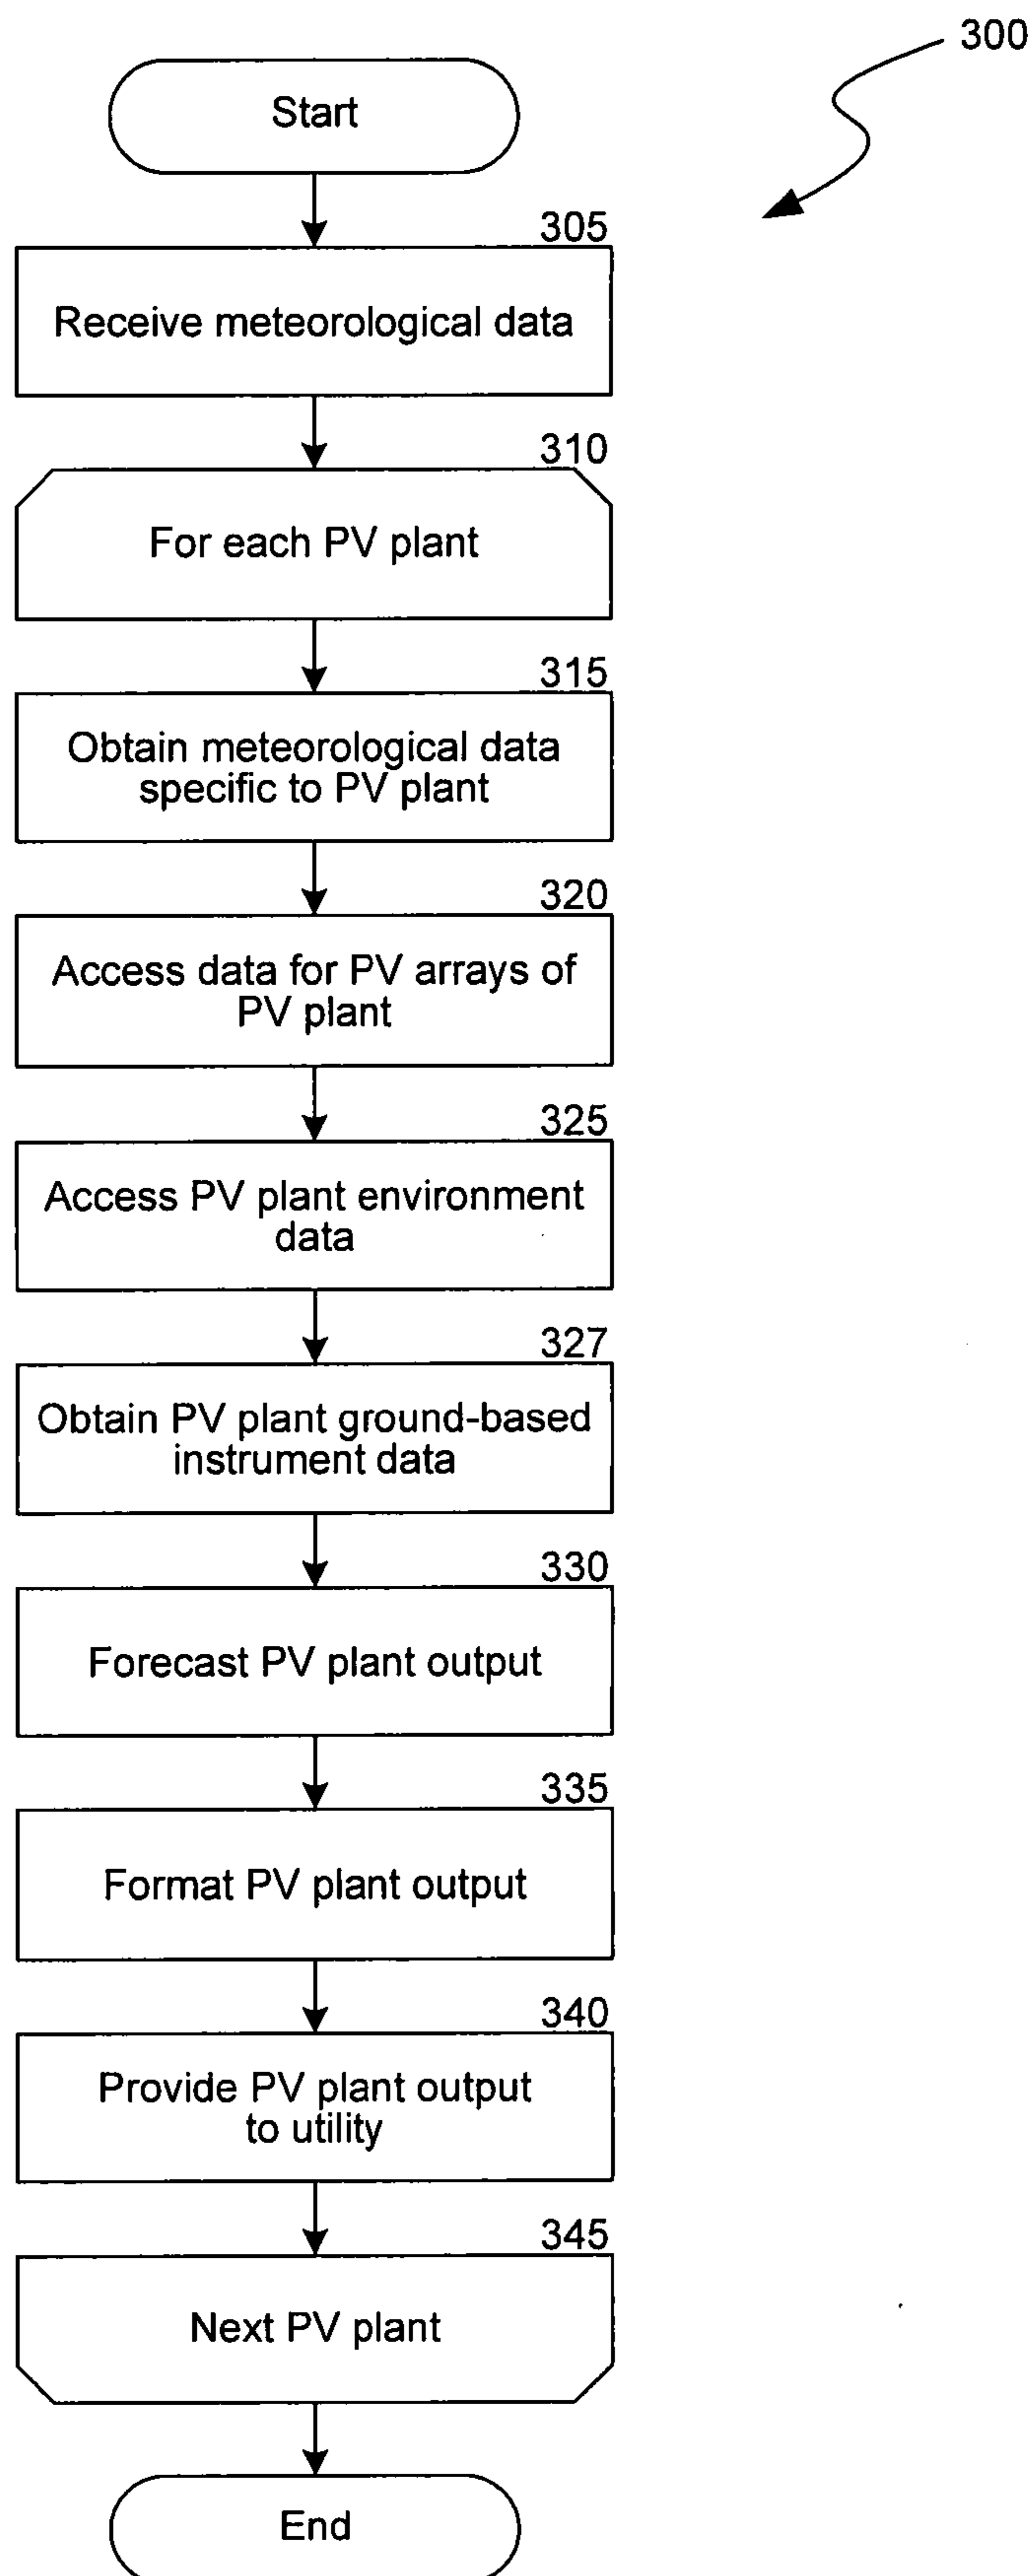 300
Start
305
Receive meteorological data
310
For each PV plant
315
Obtain meteorological data
specific to PV plant
320
Access data for PV arrays of
PV plant
325
Access PV plant environment
data
327
Obtain PV plant ground-based
instrument data
330
Forecast PV plant output
335
Format PV plant output
340
Provide PV plant output
to utility
345
Next PV plant
End